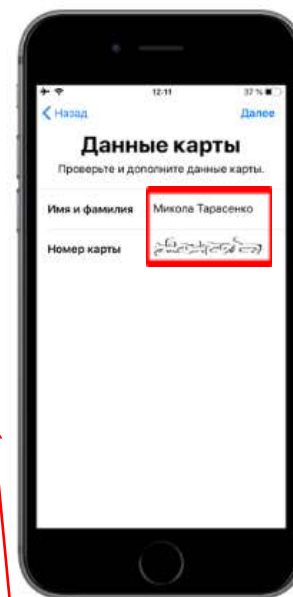 12:11
37 %
Назад
Далее
Данные карты
Проверьте и дополните данные карты.
Имя и фамилия
Микола Тарасенко
Номер карты